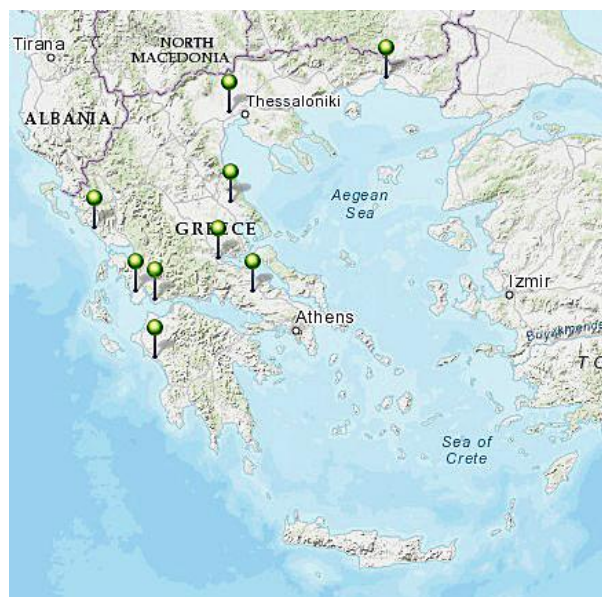 Tirana
NORTH
MACEDONIA
Thessaloniki
ALBANIA
Aegean
Sea
GREECE
Izmir
Athens
Sea of
Crete